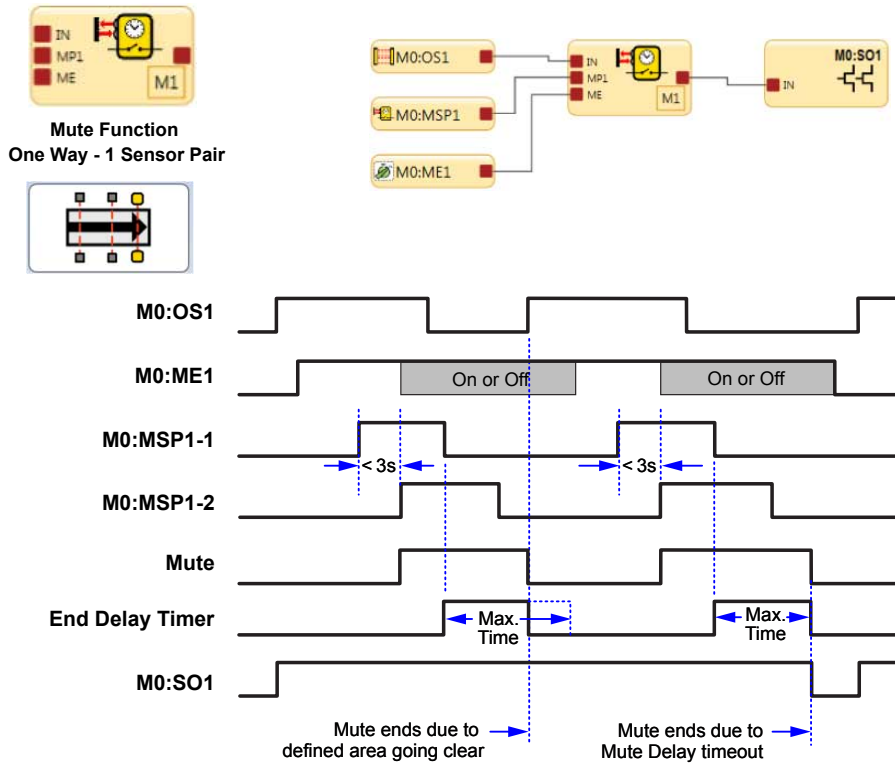 IN
MP1
ME
M1
Mute Function
One Way - 1 Sensor Pair
M0:OS1
M0:MSP1
M0:ME1
IN
MP1
ME
M1
M0:SO1
IN
M0:OS1
M0:ME1
On or Off
On or Off
M0:MSP1-1
< 3s
< 3s
M0:MSP1-2
Mute
End Delay Timer
Max.
Time
Max.
Time
M0:SO1
Mute ends due to
defined area going clear
Mute ends due to
Mute Delay timeout